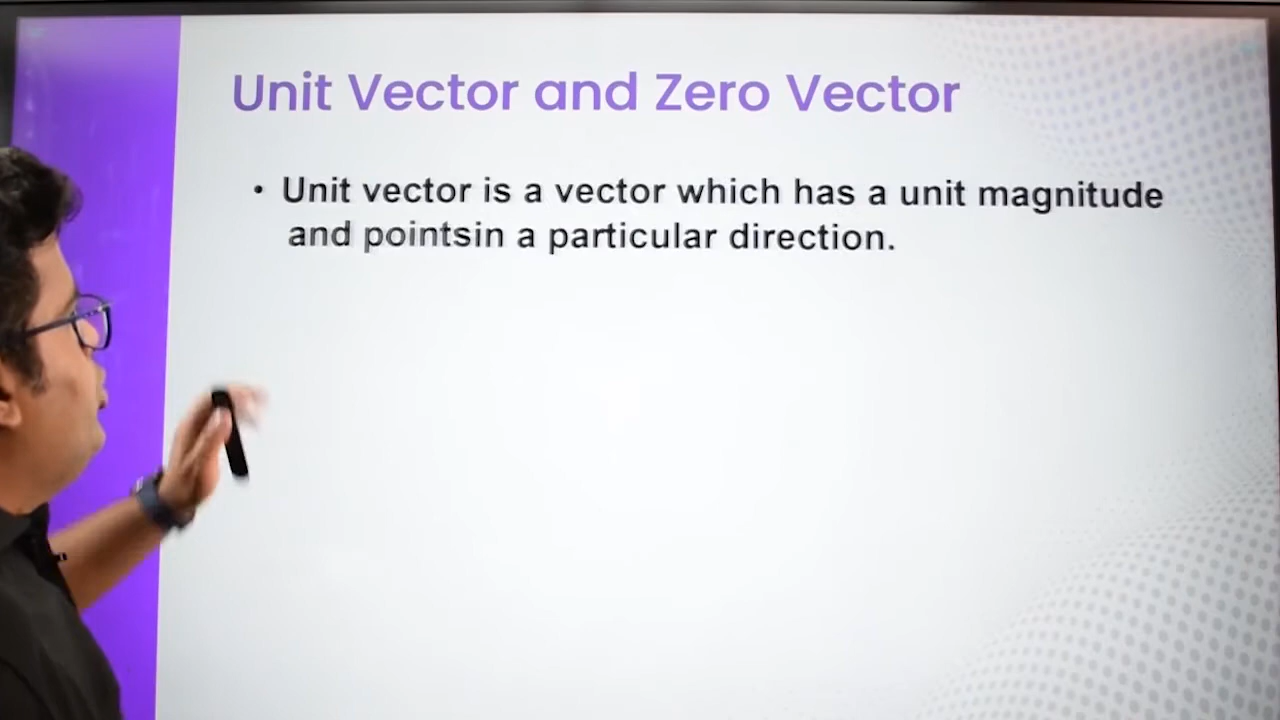 Unit Vector and Zero Vector
• Unit vector is a vector which has a unit magnitude
and pointsin a particular direction.